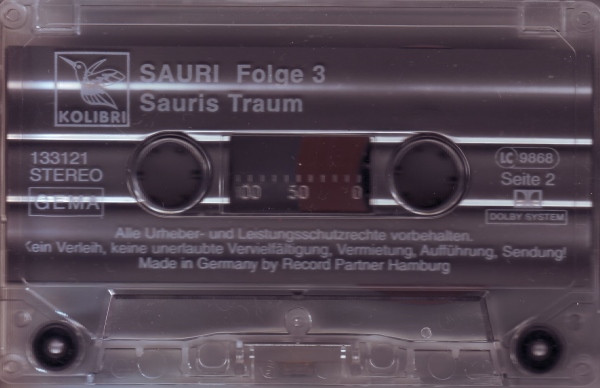 SAURI Folge 3
Sauris Traum
KOLIBRI
133121
STEREO
GEMA
LC 9868
Seite 2
DOLBY SYSTEM
100 50 0
Alle Urheber- und Leistungsschutzrechte vorbehalten.
Kein Verleih, keine unerlaubte Vervielfältigung, Vermietung, Aufführung, Sendung!
Made in Germany by Record Partner Hamburg